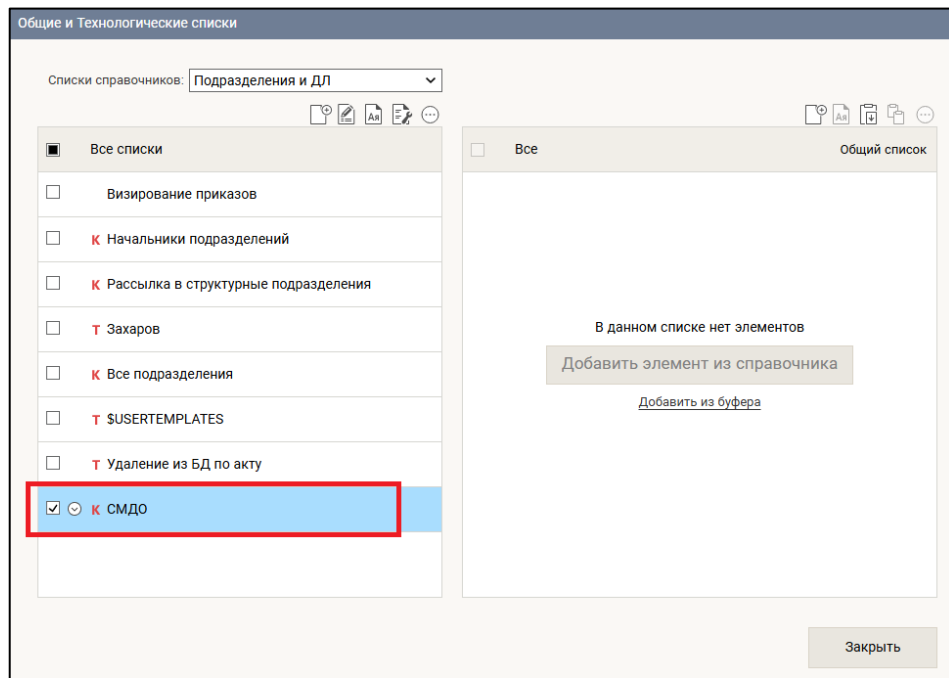 Общие и Технологические списки
Списки справочников: Подразделения и ДЛ
Ая
Ая
Все списки
Все Общий список
Визирование приказов
К Начальники подразделений
К Рассылка в структурные подразделения
Т Захаров
К Все подразделения
Т $USERTEMPLATES
Т Удаление из БД по акту
К СМДО
В данном списке нет элементов
Добавить элемент из справочника
Добавить из буфера
Закрыть